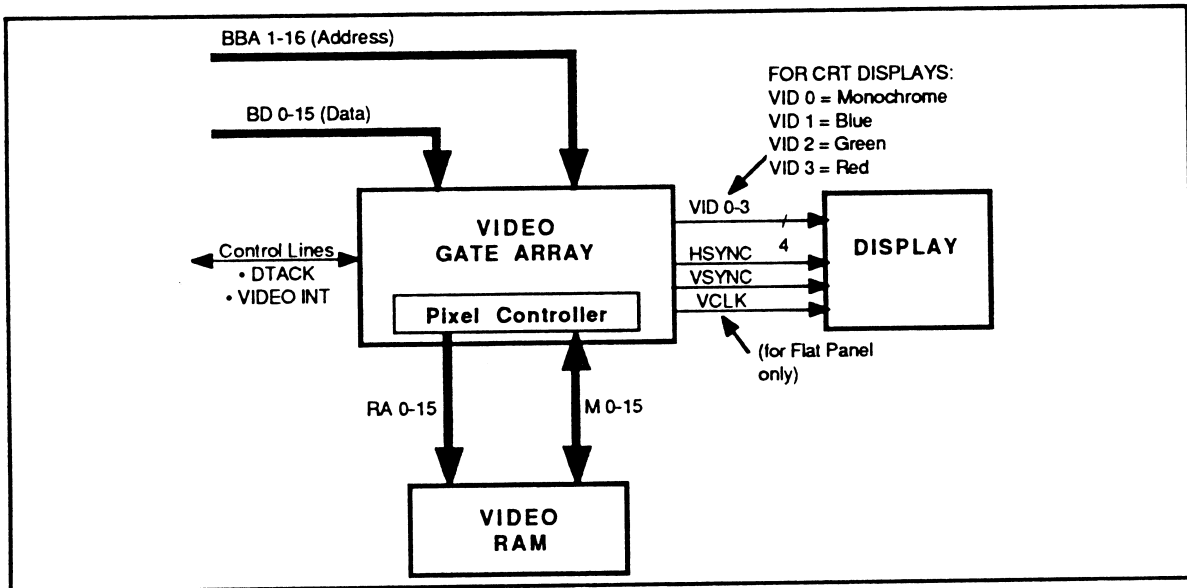 BBA 1-16 (Address)
BD 0-15 (Data)
FOR CRT DISPLAYS:
VID 0 = Monochrome
VID 1 = Blue
VID 2 = Green
VID 3 = Red
VIDEO
GATE ARRAY
Control Lines
• DTACK
• VIDEO INT
Pixel Controller
VID 0-3
4
HSYNC
VSYNC
VCLK
DISPLAY
(for Flat Panel
only)
RA 0-15
M 0-15
VIDEO
RAM